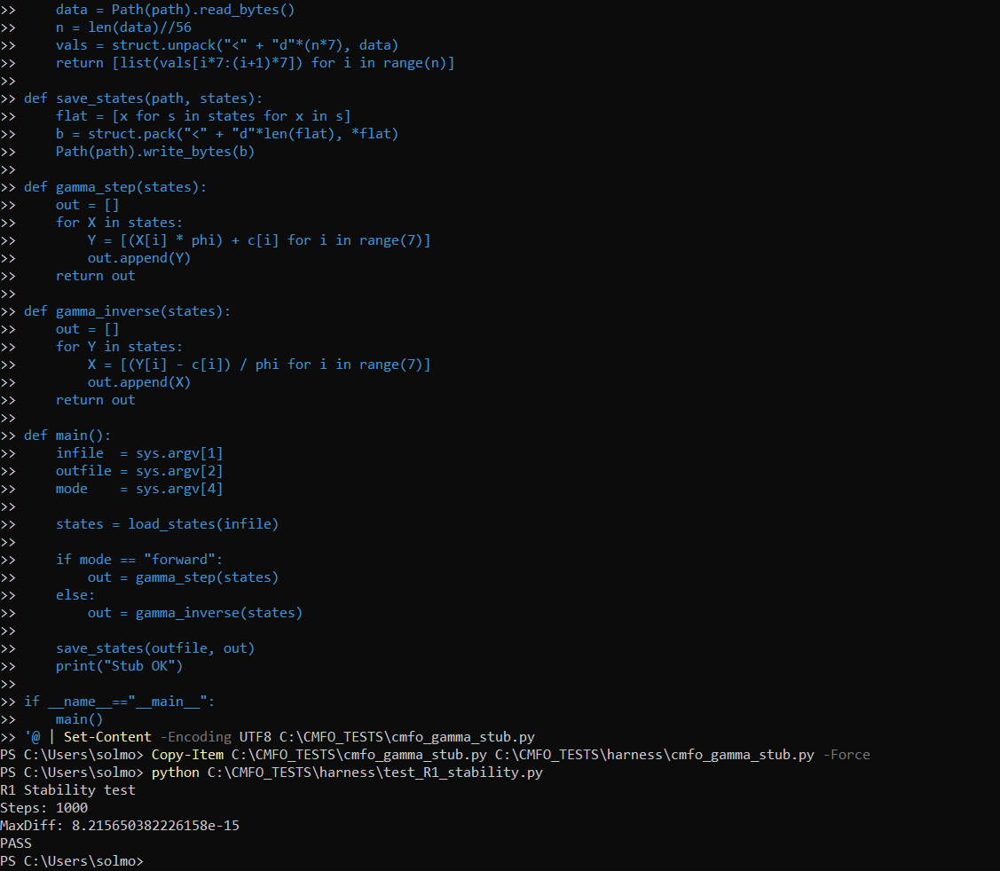 >>     data = Path(path).read_bytes()
>>     n = len(data)//56
>>     vals = struct.unpack("<" + "d"*(n*7), data)
>>     return [list(vals[i*7:(i+1)*7]) for i in range(n)]
>>
>> def save_states(path, states):
>>     flat = [x for s in states for x in s]
>>     b = struct.pack("<" + "d"*len(flat), *flat)
>>     Path(path).write_bytes(b)
>>
>> def gamma_step(states):
>>     out = []
>>     for X in states:
>>         Y = [(X[i] * phi) + c[i] for i in range(7)]
>>         out.append(Y)
>>     return out
>>
>> def gamma_inverse(states):
>>     out = []
>>     for Y in states:
>>         X = [(Y[i] - c[i]) / phi for i in range(7)]
>>         out.append(X)
>>     return out
>>
>> def main():
>>     infile  = sys.argv[1]
>>     outfile = sys.argv[2]
>>     mode    = sys.argv[4]
>>
>>     states = load_states(infile)
>>
>>     if mode == "forward":
>>         out = gamma_step(states)
>>     else:
>>         out = gamma_inverse(states)
>>
>>     save_states(outfile, out)
>>     print("Stub OK")
>>
>> if __name__=="__main__":
>>     main()
>> '@ | Set-Content -Encoding UTF8 C:\CMFO_TESTS\cmfo_gamma_stub.py
PS C:\Users\solmo> Copy-Item C:\CMFO_TESTS\cmfo_gamma_stub.py C:\CMFO_TESTS\harness\cmfo_gamma_stub.py -Force
PS C:\Users\solmo> python C:\CMFO_TESTS\harness\test_R1_stability.py
R1 Stability test
Steps: 1000
MaxDiff: 8.215650382226158e-15
PASS
PS C:\Users\solmo>